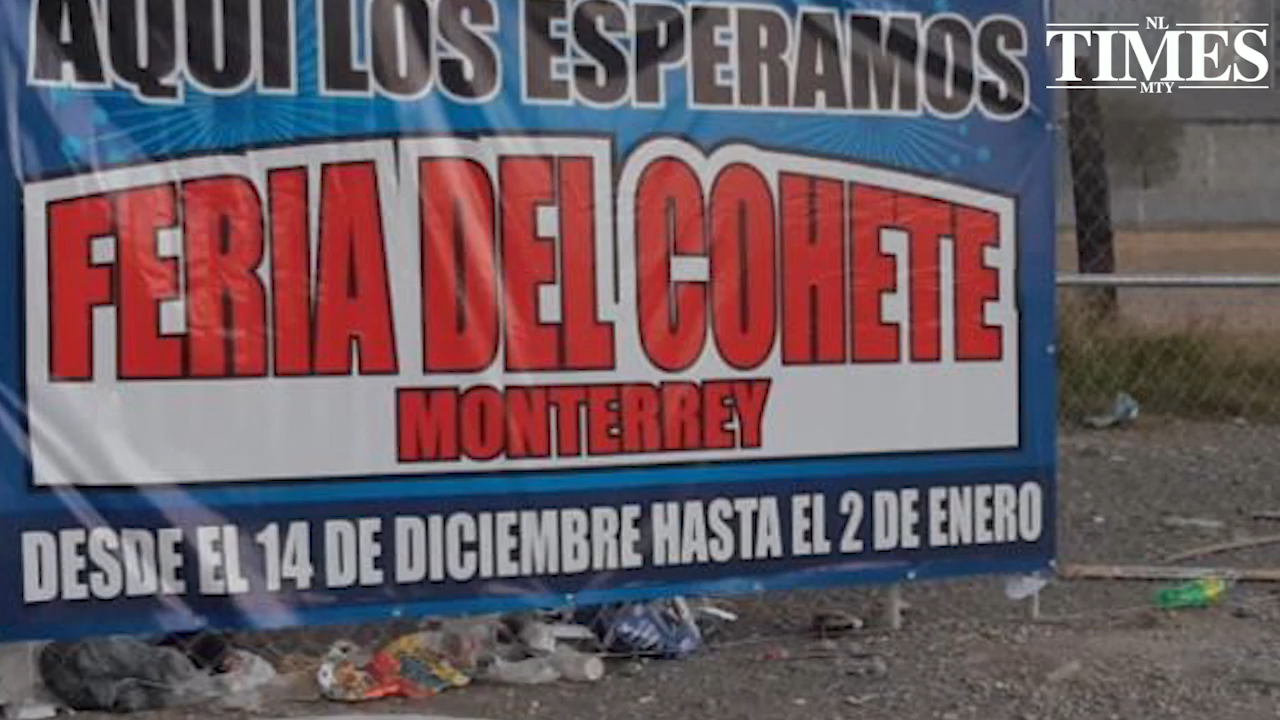 AQUÍ LOS ESPERAMOS
FERIA DEL COHETE
MONTERREY
DESDE EL 14 DE DICIEMBRE HASTA EL 2 DE ENERO
NL
TIMES
MTY